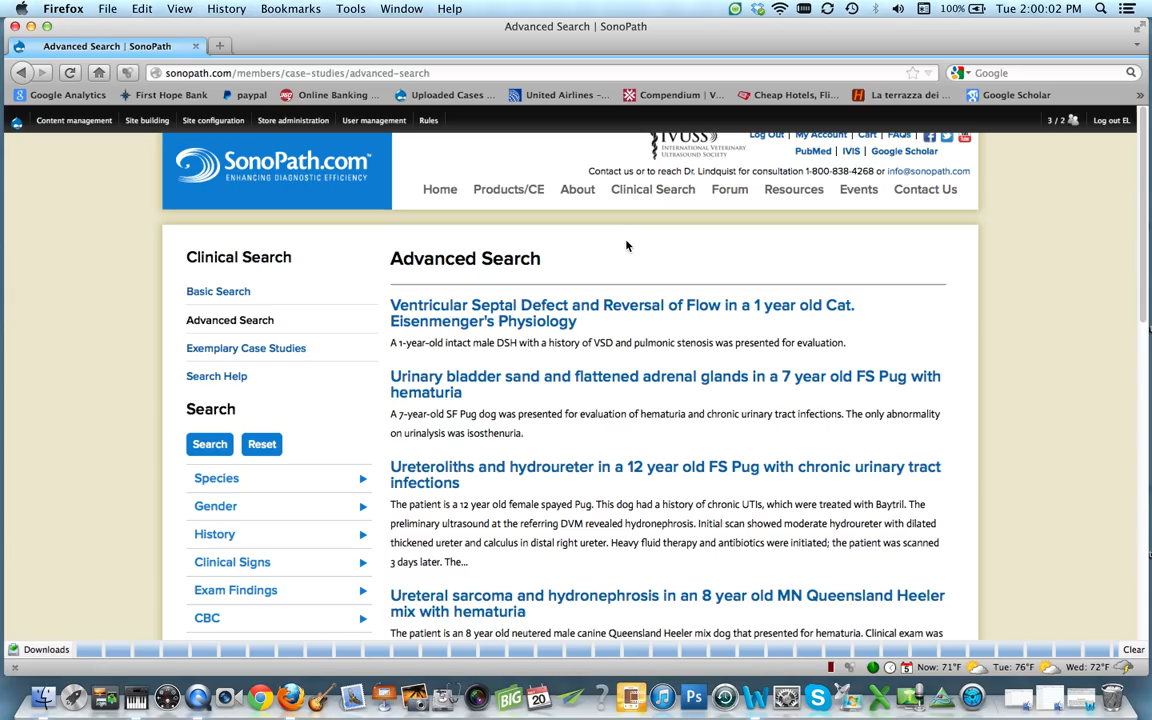 Firefox File Edit View History Bookmarks Tools Window Help 100% Tue 2:00:02 PM
Advanced Search | SonoPath
Advanced Search | SonoPath
sonopath.com/members/case-studies/advanced-search Google
Google Analytics First Hope Bank paypal Online Banking ... Uploaded Cases ... United Airlines –... Compendium | V... Cheap Hotels, Fli... La terrazza dei ... Google Scholar »
Content management Site building Site configuration Store administration User management Rules 3 / 2 Log out EL
IVUSS
INTERNATIONAL VETERINARY
ULTRASOUND SOCIETY
Log Out | My Account | Cart | FAQs |
PubMed | IVIS | Google Scholar
SonoPath.com™
ENHANCING DIAGNOSTIC EFFICIENCY
Contact us or to reach Dr. Lindquist for consultation 1-800-838-4268 or info@sonopath.com
Home Products/CE About Clinical Search Forum Resources Events Contact Us
Clinical Search
Basic Search
Advanced Search
Exemplary Case Studies
Search Help
Search
Search Reset
Species
Gender
History
Clinical Signs
Exam Findings
CBC
Advanced Search
Ventricular Septal Defect and Reversal of Flow in a 1 year old Cat.
Eisenmenger's Physiology
A 1-year-old intact male DSH with a history of VSD and pulmonic stenosis was presented for evaluation.
Urinary bladder sand and flattened adrenal glands in a 7 year old FS Pug with
hematuria
A 7-year-old SF Pug dog was presented for evaluation of hematuria and chronic urinary tract infections. The only abnormality
on urinalysis was isosthenuria.
Ureteroliths and hydroureter in a 12 year old FS Pug with chronic urinary tract
infections
The patient is a 12 year old female spayed Pug. This dog had a history of chronic UTIs, which were treated with Baytril. The
preliminary ultrasound at the referring DVM revealed hydronephrosis. Initial scan showed moderate hydroureter with dilated
thickened ureter and calculus in distal right ureter. Heavy fluid therapy and antibiotics were initiated; the patient was scanned
3 days later. The...
Ureteral sarcoma and hydronephrosis in an 8 year old MN Queensland Heeler
mix with hematuria
The patient is an 8 year old neutered male canine Queensland Heeler mix dog that presented for hematuria. Clinical exam was
Downloads Clear
Now: 71°F Tue: 76°F Wed: 72°F
BIG 20 Ps